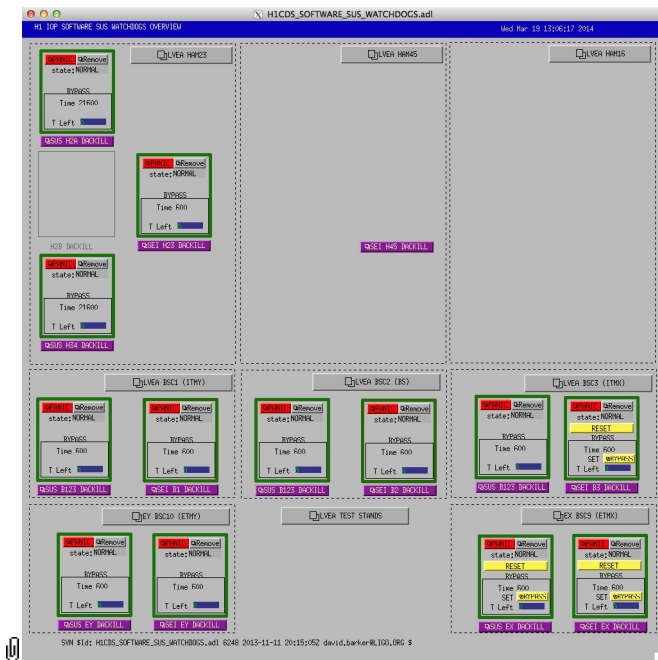 H1CDS_SOFTWARE_SUS_WATCHDOGS.adl
H1 IOP SOFTWARE SUS WATCHDOGS OVERVIEW
Wed Mar 19 13:06:17 2014
LVEA HAM23
LVEA HAM45
LVEA HAM16
PANIC Remove
state:NORMAL
BYPASS
Time 21600
T Left
SUS H2A DACKILL
PANIC Remove
state:NORMAL
BYPASS
Time 600
T Left
H2B DACKILL
SEI H23 DACKILL
SEI H45 DACKILL
PANIC Remove
state:NORMAL
BYPASS
Time 21600
T Left
SUS H34 DACKILL
LVEA BSC1 (ITMY)
PANIC Remove
state:NORMAL
BYPASS
Time 600
T Left
SUS B123 DACKILL
PANIC Remove
state:NORMAL
BYPASS
Time 600
T Left
SEI B1 DACKILL
LVEA BSC2 (BS)
PANIC Remove
state:NORMAL
BYPASS
Time 600
T Left
SUS B123 DACKILL
PANIC Remove
state:NORMAL
BYPASS
Time 600
T Left
SEI B2 DACKILL
LVEA BSC3 (ITMX)
PANIC Remove
state:NORMAL
BYPASS
Time 600
T Left
SUS B123 DACKILL
PANIC Remove
state:NORMAL
RESET
BYPASS
Time 600
SET BYPASS
T Left
SEI B3 DACKILL
EY BSC10 (ETMY)
PANIC Remove
state:NORMAL
BYPASS
Time 600
T Left
SUS EY DACKILL
PANIC Remove
state:NORMAL
BYPASS
Time 600
T Left
SEI EY DACKILL
LVEA TEST STANDS
EX BSC9 (ETMX)
PANIC Remove
state:NORMAL
RESET
BYPASS
Time 600
SET BYPASS
T Left
SUS EX DACKILL
PANIC Remove
state:NORMAL
RESET
BYPASS
Time 600
SET BYPASS
T Left
SEI EX DACKILL
SVN $Id: H1CDS_SOFTWARE_SUS_WATCHDOGS.adl 6248 2013-11-11 20:15:05Z david.barker@LIGO.ORG $